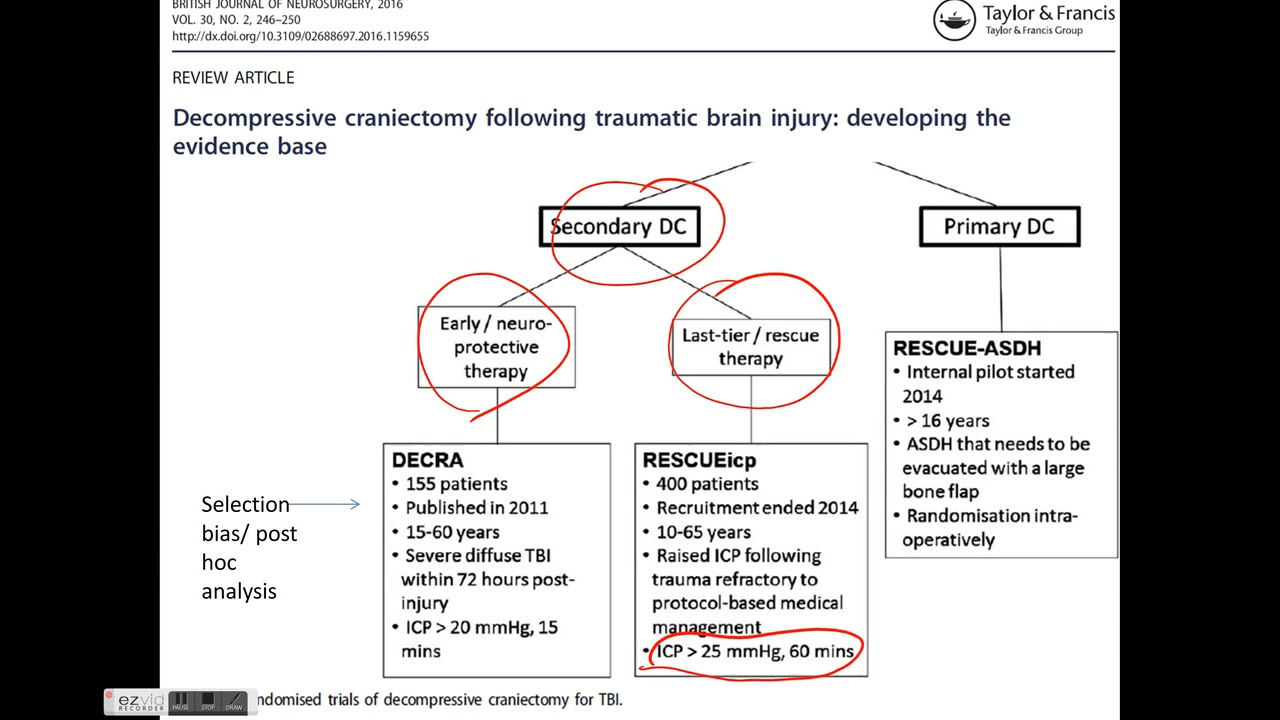 BRITISH JOURNAL OF NEUROSURGERY, 2016
VOL. 30, NO. 2, 246–250
http://dx.doi.org/10.3109/02688697.2016.1159655
Taylor & Francis
Taylor & Francis Group
REVIEW ARTICLE
Decompressive craniectomy following traumatic brain injury: developing the
evidence base
Secondary DC
Primary DC
Early / neuro-
protective
therapy
Last-tier / rescue
therapy
RESCUE-ASDH
• Internal pilot started
2014
• > 16 years
• ASDH that needs to be
evacuated with a large
bone flap
• Randomisation intra-
operatively
Selection
bias/ post
hoc
analysis
DECRA
• 155 patients
• Published in 2011
• 15-60 years
• Severe diffuse TBI
within 72 hours post-
injury
• ICP > 20 mmHg, 15
mins
RESCUEicp
• 400 patients
• Recruitment ended 2014
• 10-65 years
• Raised ICP following
trauma refractory to
protocol-based medical
management
• ICP > 25 mmHg, 60 mins
ndomised trials of decompressive craniectomy for TBI.
ezvid
RECORDER
PAUSE
STOP
DRAW